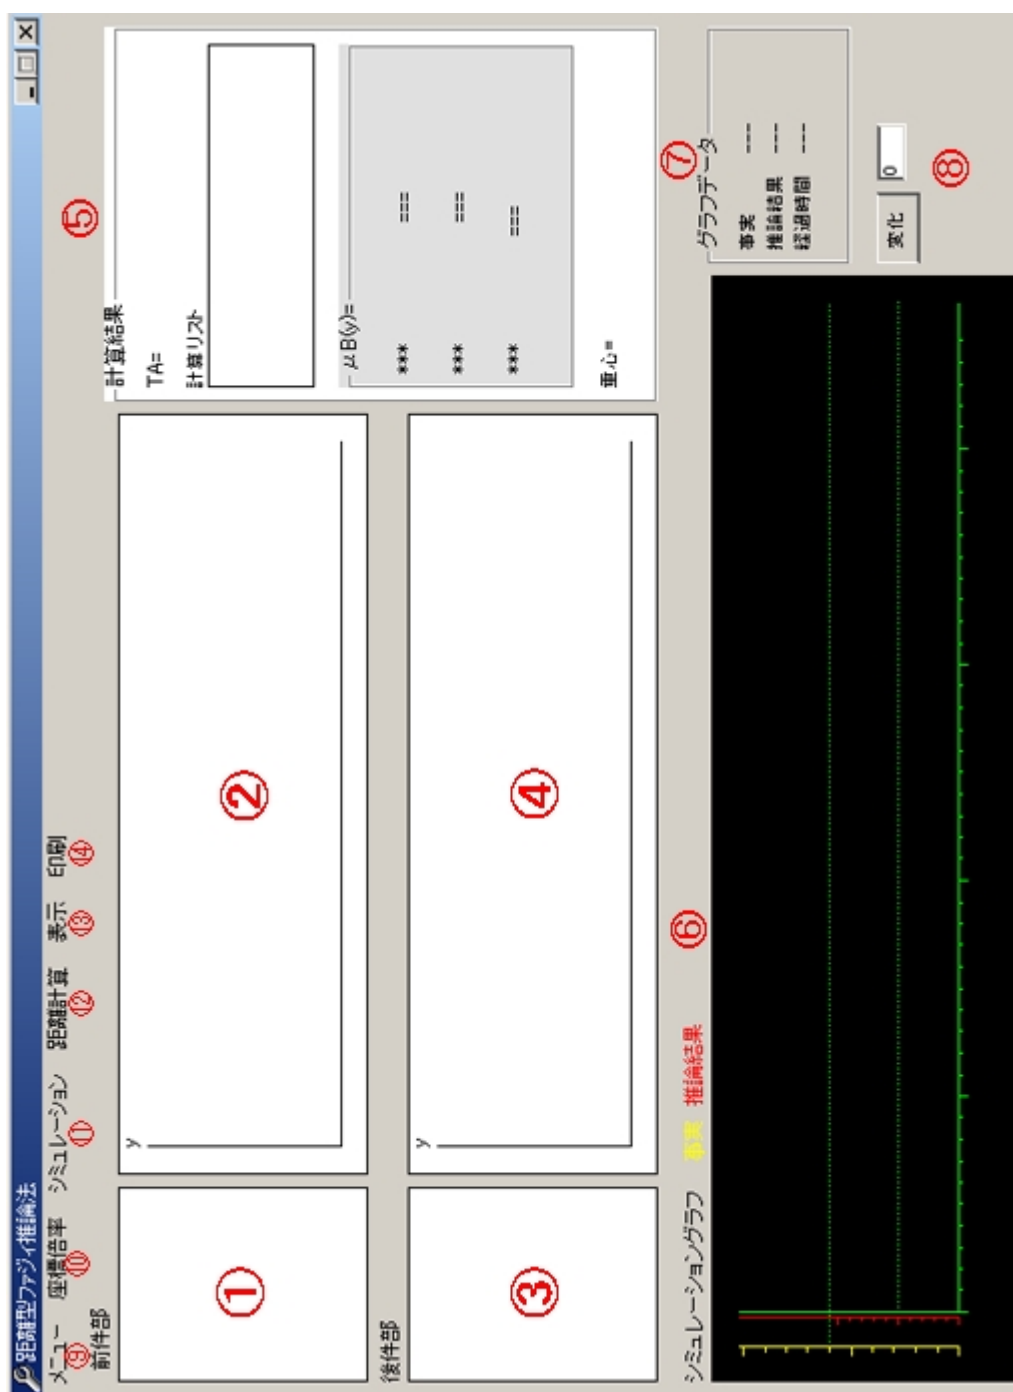 距離型ファジィ推論法
メニュー 座標倍率 シミュレーション 距離計算 表示 印刷
⑨ ⑩ ⑪ ⑫ ⑬ ⑭
前件部
①
y
②
後件部
③
y
④
⑤
計算結果
TA=
計算リスト
μB(y)=
*** ===
*** ===
*** ===
重心=
シミュレーショングラフ 事実 推論結果 ⑥
⑦
グラフデータ
事実 ---
推論結果 ---
経過時間 ---
変化 0
⑧